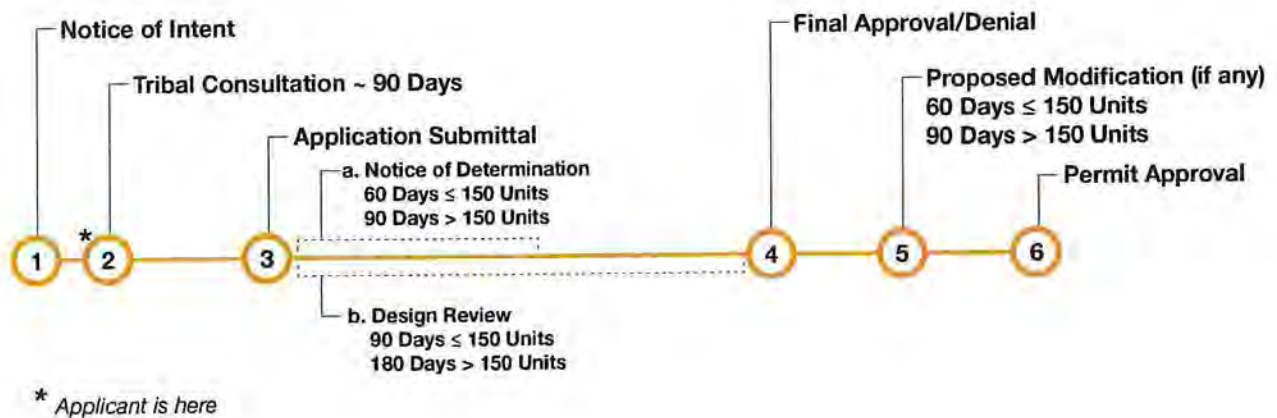 Notice of Intent
Tribal Consultation ~ 90 Days
Application Submittal
a. Notice of Determination
60 Days ≤ 150 Units
90 Days > 150 Units
b. Design Review
90 Days ≤ 150 Units
180 Days > 150 Units
Final Approval/Denial
Proposed Modification (if any)
60 Days ≤ 150 Units
90 Days > 150 Units
Permit Approval
1 * 2 3 4 5 6
* Applicant is here